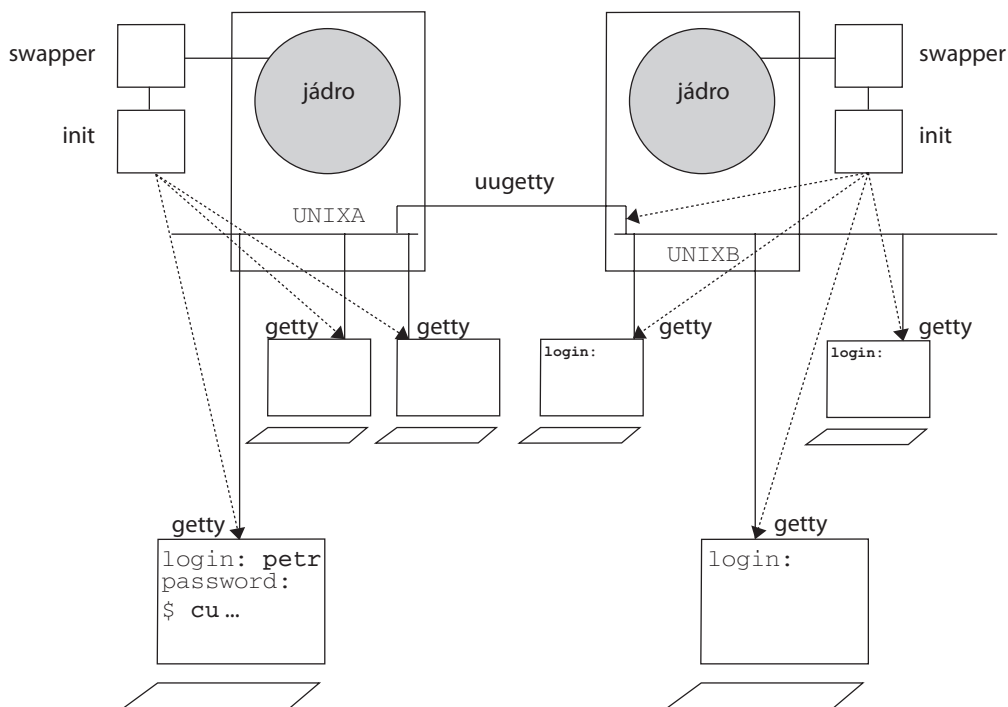 swapper
jádro
jádro
swapper
init
init
uugetty
UNIXA
UNIXB
getty
getty
getty
getty
login:
login:
getty
getty
login: petr
password:
$ cu …
login: